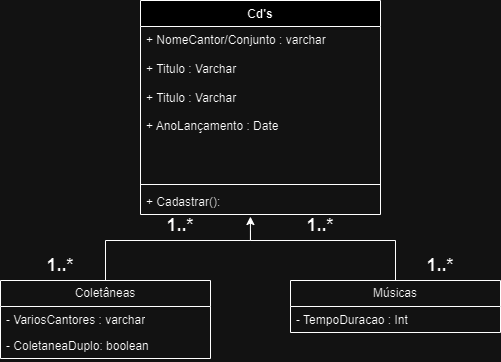 Cd's
+ NomeCantor/Conjunto : varchar
+ Titulo : Varchar
+ Titulo : Varchar
+ AnoLançamento : Date
+ Cadastrar():
1..* 1..*
1..* 1..*
Coletâneas
- VariosCantores : varchar
- ColetaneaDuplo: boolean
Músicas
- TempoDuracao : Int